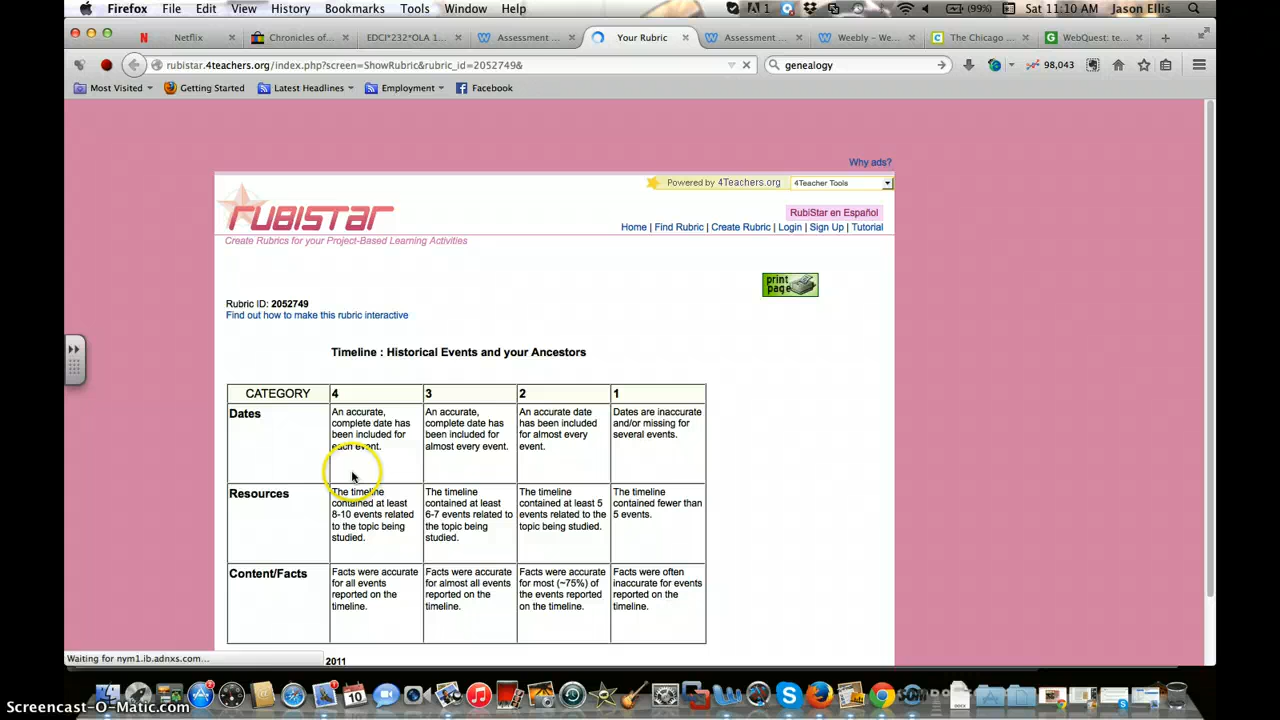 Firefox File Edit View History Bookmarks Tools Window Help 1 (99%) Sat 11:10 AM Jason Ellis
Netflix Chronicles of... EDCI*232*OLA 1... Assessment ... Your Rubric Assessment ... Weebly – We... The Chicago ... WebQuest: te...
rubistar.4teachers.org/index.php?screen=ShowRubric&rubric_id=2052749& genealogy 98,043
Most Visited Getting Started Latest Headlines Employment Facebook
Why ads?
Powered by 4Teachers.org 4Teacher Tools
RUBISTAR
RubiStar en Español
Home | Find Rubric | Create Rubric | Login | Sign Up | Tutorial
Create Rubrics for your Project-Based Learning Activities
print page
Rubric ID: 2052749
Find out how to make this rubric interactive
Timeline : Historical Events and your Ancestors
CATEGORY 4 3 2 1
Dates
An accurate,
complete date has
been included for
each event.
An accurate,
complete date has
been included for
almost every event.
An accurate date
has been included
for almost every
event.
Dates are inaccurate
and/or missing for
several events.
Resources
The timeline
contained at least
8-10 events related
to the topic being
studied.
The timeline
contained at least
6-7 events related to
the topic being
studied.
The timeline
contained at least 5
events related to the
topic being studied.
The timeline
contained fewer than
5 events.
Content/Facts
Facts were accurate
for all events
reported on the
timeline.
Facts were accurate
for almost all events
reported on the
timeline.
Facts were accurate
for most (~75%) of
the events reported
on the timeline.
Facts were often
inaccurate for events
reported on the
timeline.
Waiting for nym1.ib.adnxs.com...
2011
10
Screencast-O-Matic.com